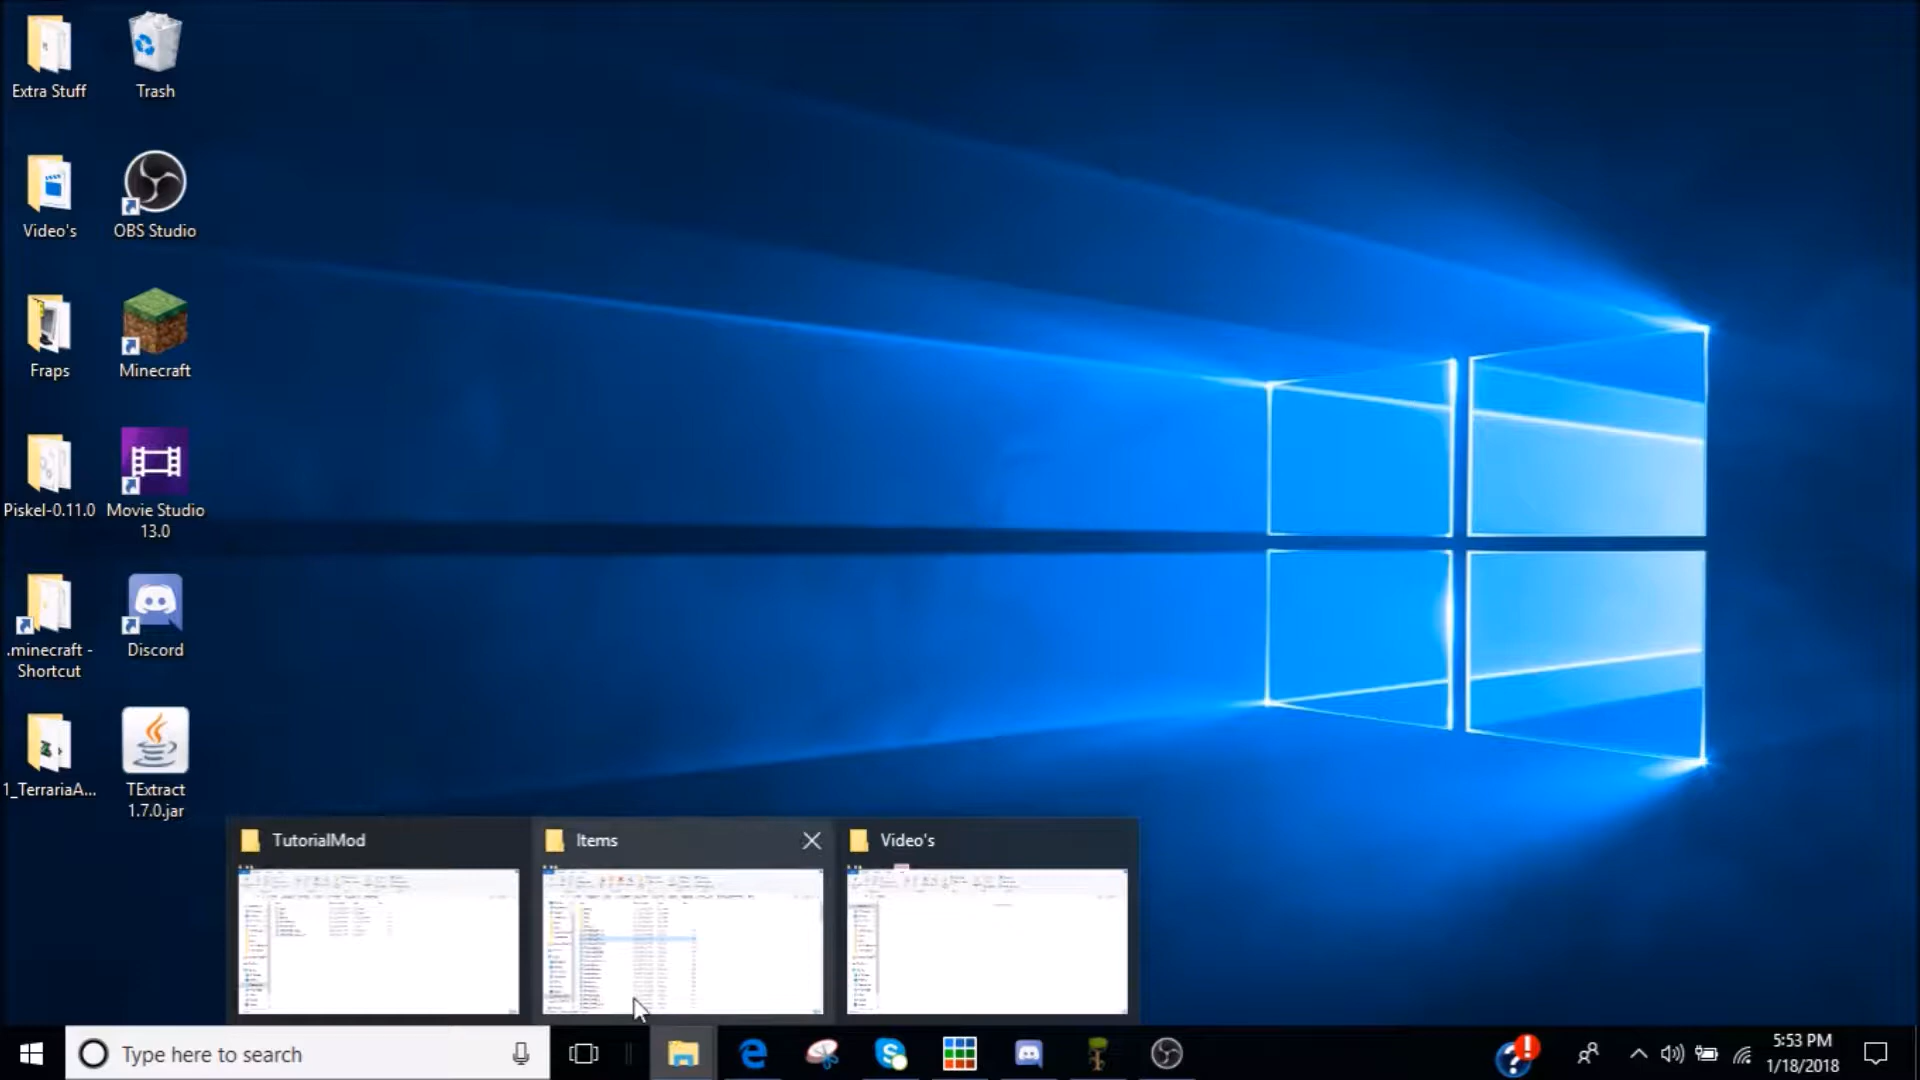 Extra Stuff
Trash
Video's
OBS Studio
Fraps
Minecraft
Piskel-0.11.0
Movie Studio
13.0
.minecraft -
Shortcut
Discord
1_TerrariaA...
TExtract
1.7.0.jar
TutorialMod
Items
Video's
Type here to search
5:53 PM
1/18/2018